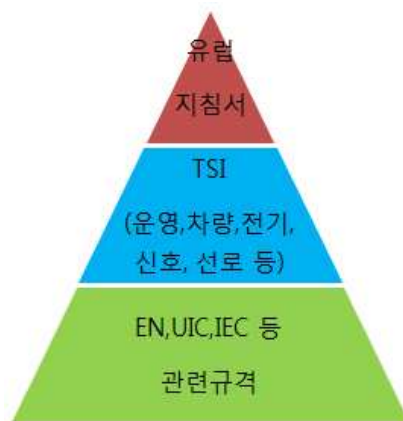 유럽
지침서
TSI
(운영,차량,전기,
신호, 선로 등)
EN,UIC,IEC 등
관련규격